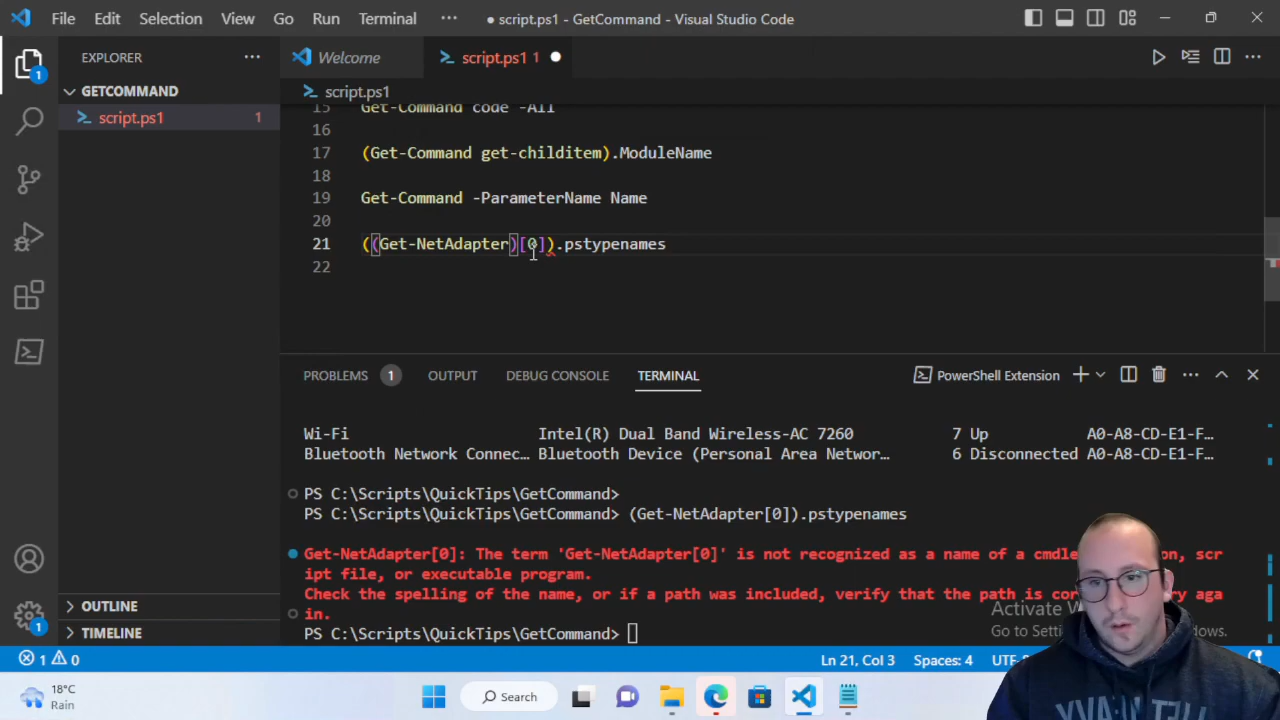 File Edit Selection View Go Run Terminal ··· ● script.ps1 - GetCommand - Visual Studio Code
EXPLORER ···
Welcome
script.ps1 1 ●
GETCOMMAND
script.ps1 1
script.ps1
15 Get-Command code -All
16
17 (Get-Command get-childitem).ModuleName
18
19 Get-Command -ParameterName Name
20
21 ((Get-NetAdapter)[0]).pstypenames
22
PROBLEMS 1 OUTPUT DEBUG CONSOLE TERMINAL PowerShell Extension
Wi-Fi Intel(R) Dual Band Wireless-AC 7260 7 Up A0-A8-CD-E1-F…
Bluetooth Network Connec… Bluetooth Device (Personal Area Networ… 6 Disconnected A0-A8-CD-E1-F…
PS C:\Scripts\QuickTips\GetCommand>
PS C:\Scripts\QuickTips\GetCommand> (Get-NetAdapter[0]).pstypenames
Get-NetAdapter[0]: The term 'Get-NetAdapter[0]' is not recognized as a name of a on, scr
ipt file, or executable program.
Check the spelling of the name, or if a path was included, verify that the path is aga
in.
PS C:\Scripts\QuickTips\GetCommand>
Activate
Go to
OUTLINE
TIMELINE
1 0 Ln 21, Col 3 Spaces: 4
18°C
Rain
Search
1
1